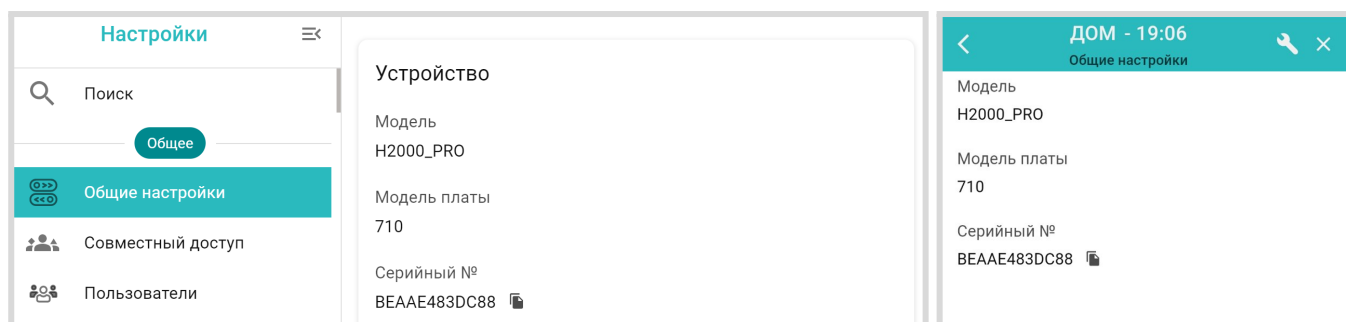 Настройки
Поиск
Общее
Общие настройки
Совместный доступ
Пользователи
Устройство
Модель
H2000_PRO
Модель платы
710
Серийный №
BEAAE483DC88
ДОМ - 19:06
Общие настройки
Модель
H2000_PRO
Модель платы
710
Серийный №
BEAAE483DC88